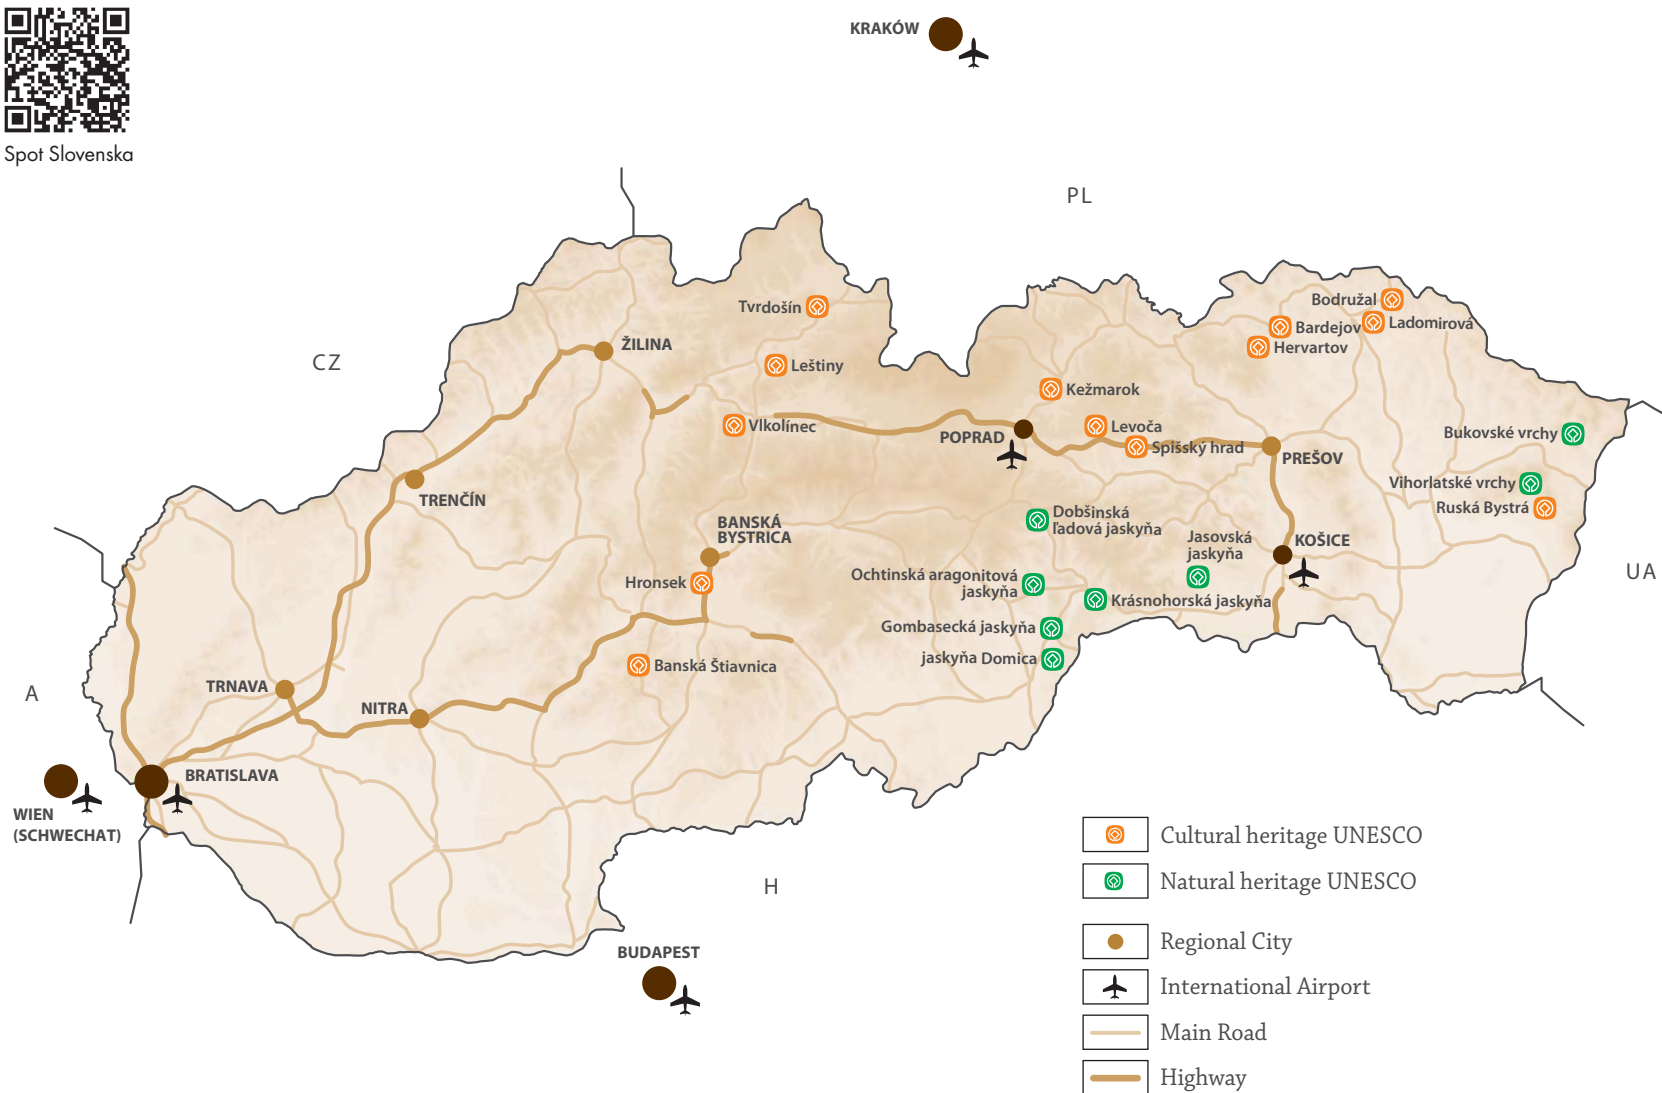 KRAKÓW
Spot Slovenska
PL
CZ
Tvrdošín
Bodružal
Bardejov
Ladomirová
Hervartov
ŽILINA
Leštiny
Kežmarok
Vlkolínec
Levoča
POPRAD
Spišský hrad
PREŠOV
Bukovské vrchy
Vihorlatské vrchy
Ruská Bystrá
TRENČÍN
BANSKÁ
BYSTRICA
Dobšinská
ľadová jaskyňa
Jasovská
jaskyňa
KOŠICE
UA
Hronsek
Ochtinská aragonitová
jaskyňa
Krásnohorská jaskyňa
Gombasecká jaskyňa
jaskyňa Domica
Banská Štiavnica
A
TRNAVA
NITRA
BRATISLAVA
WIEN
(SCHWECHAT)
H
BUDAPEST
Cultural heritage UNESCO
Natural heritage UNESCO
Regional City
International Airport
Main Road
Highway